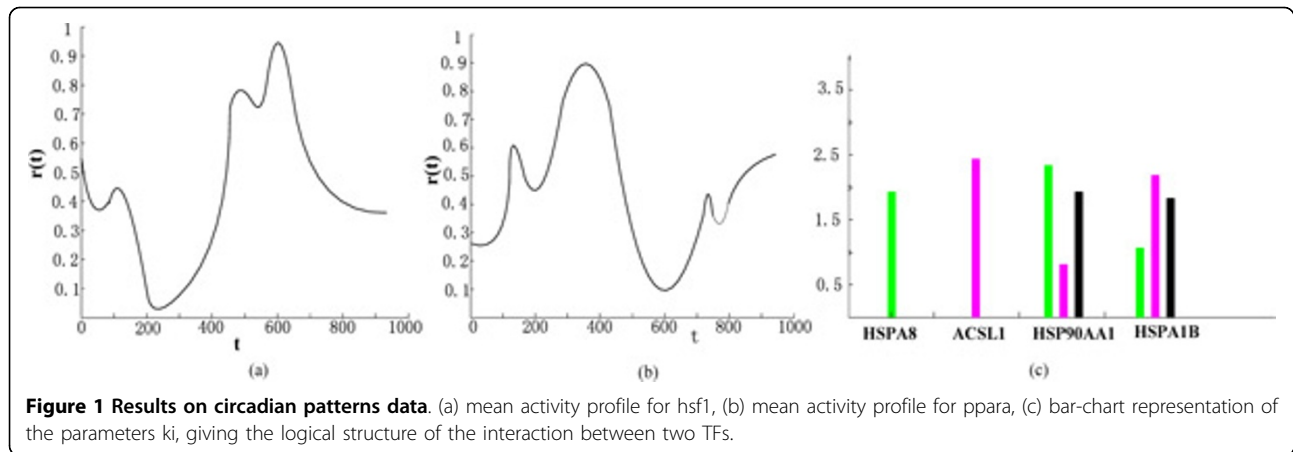 1
0.9
0.8
0.7
0.6
0.5
0.4
0.3
0.2
0.1
r(t)
0 200 400 600 800 1000
t
(a)
1
0.9
0.8
0.7
0.6
0.5
0.4
0.3
0.2
0.1
r(t)
0 200 400 600 800 1000
t
(b)
3.5
2.5
1.5
0.5
HSPA8 ACSL1 HSP90AA1 HSPA1B
(c)
Figure 1 Results on circadian patterns data. (a) mean activity profile for hsf1, (b) mean activity profile for ppara, (c) bar-chart representation of
the parameters ki, giving the logical structure of the interaction between two TFs.